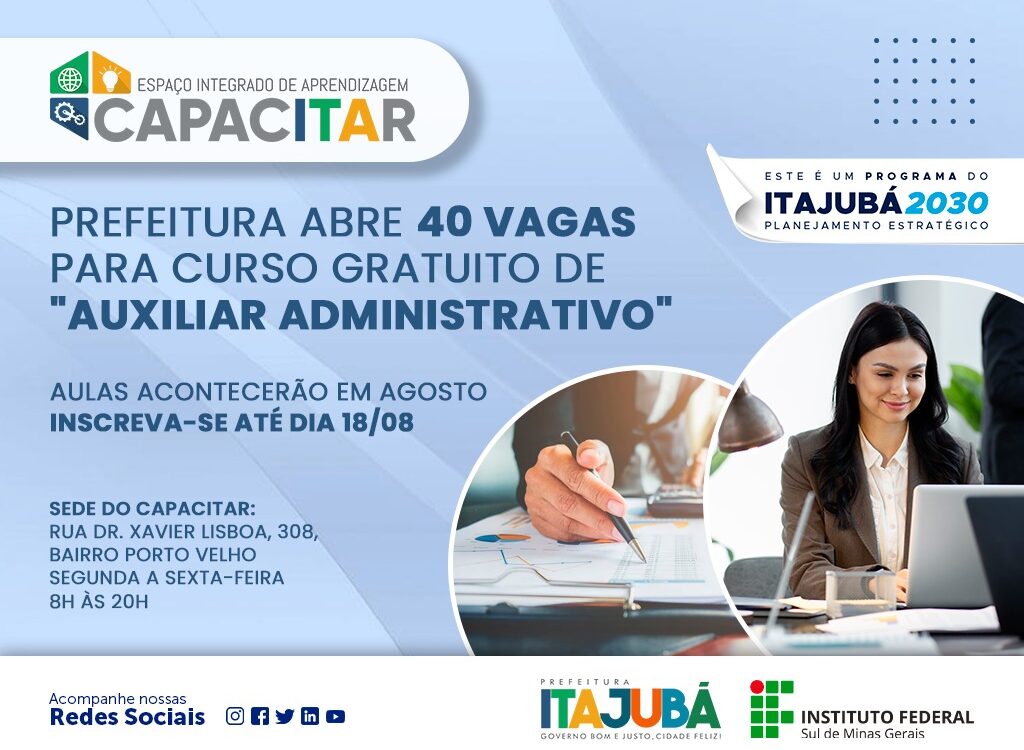 ESPAÇO INTEGRADO DE APRENDIZAGEM
CAPACITAR
ESTE É UM PROGRAMA DO
ITAJUBÁ2030
PLANEJAMENTO ESTRATÉGICO
PREFEITURA ABRE 40 VAGAS
PARA CURSO GRATUITO DE
"AUXILIAR ADMINISTRATIVO"
AULAS ACONTECERÃO EM AGOSTO
INSCREVA-SE ATÉ DIA 18/08
SEDE DO CAPACITAR:
RUA DR. XAVIER LISBOA, 308,
BAIRRO PORTO VELHO
SEGUNDA A SEXTA-FEIRA
8H ÀS 20H
Acompanhe nossas
Redes Sociais
PREFEITURA
ITAJUBÁ
GOVERNO BOM E JUSTO, CIDADE FELIZ!
INSTITUTO FEDERAL
Sul de Minas Gerais